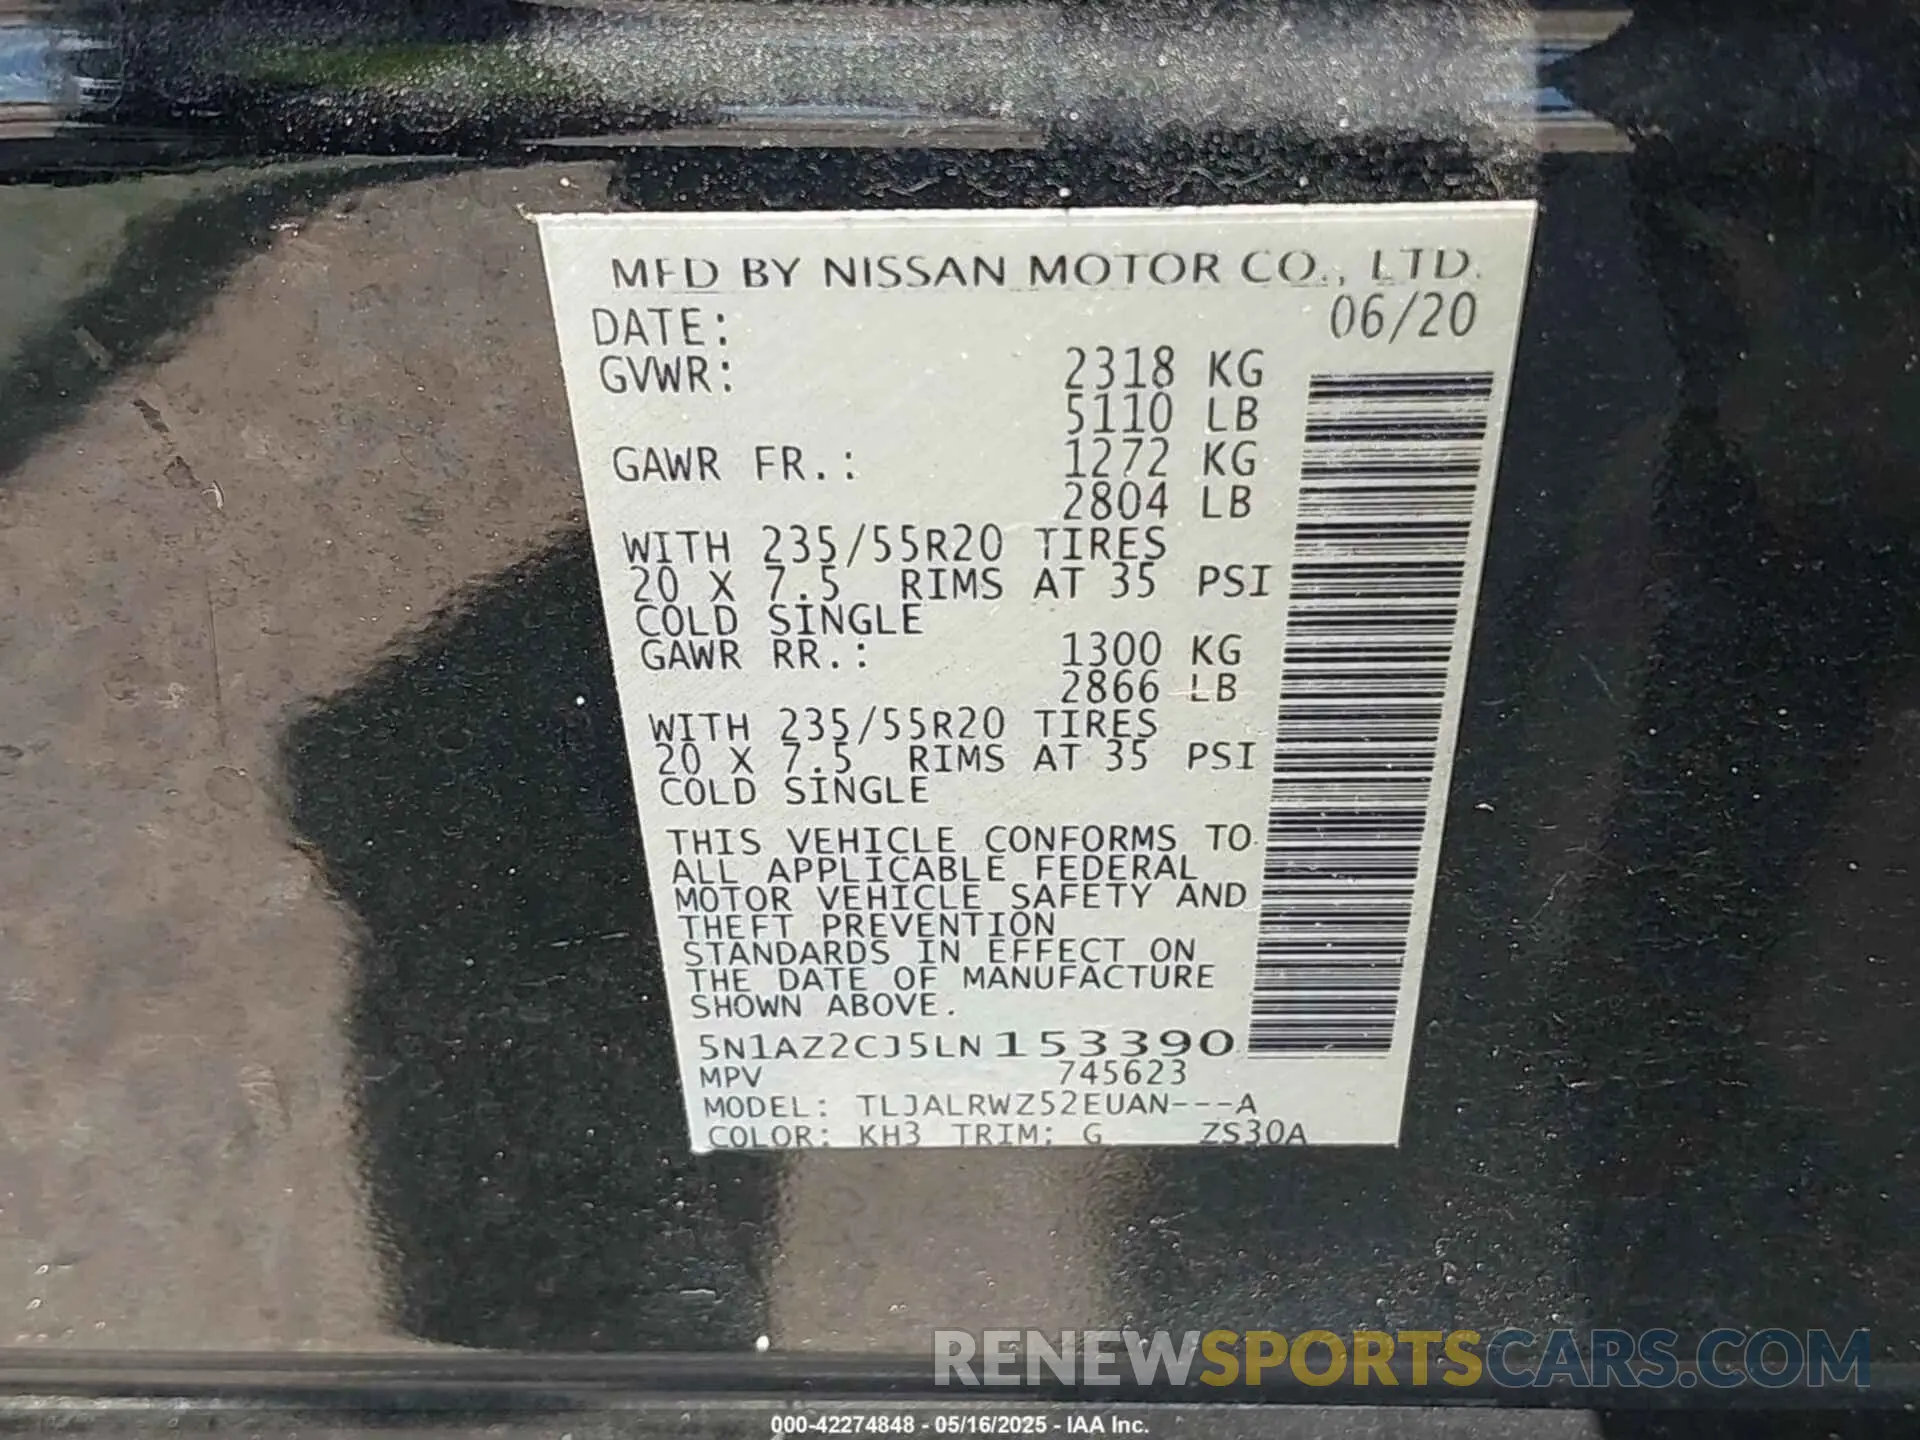 MFD BY NISSAN MOTOR CO., LTD.
DATE: 06/20
GVWR: 2318 KG
5110 LB
GAWR FR.: 1272 KG
2804 LB
WITH 235/55R20 TIRES
20 X 7.5 RIMS AT 35 PSI
COLD SINGLE
GAWR RR.: 1300 KG
2866 LB
WITH 235/55R20 TIRES
20 X 7.5 RIMS AT 35 PSI
COLD SINGLE
THIS VEHICLE CONFORMS TO
ALL APPLICABLE FEDERAL
MOTOR VEHICLE SAFETY AND
THEFT PREVENTION
STANDARDS IN EFFECT ON
THE DATE OF MANUFACTURE
SHOWN ABOVE.
5N1AZ2CJ5LN153390
MPV 745623
MODEL: TLJALRWZ52EUAN---A
COLOR: KH3 TRIM: G ZS30A
RENEWSPORTSCARS.COM
000-42274848 - 05/16/2025 - IAA Inc.